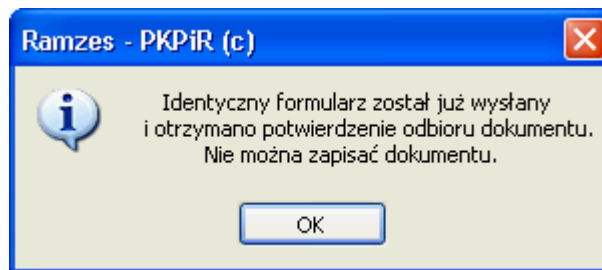 Ramzes - PKPiR (c)
Identyczny formularz został już wysłany
i otrzymano potwierdzenie odbioru dokumentu.
Nie można zapisać dokumentu.
OK